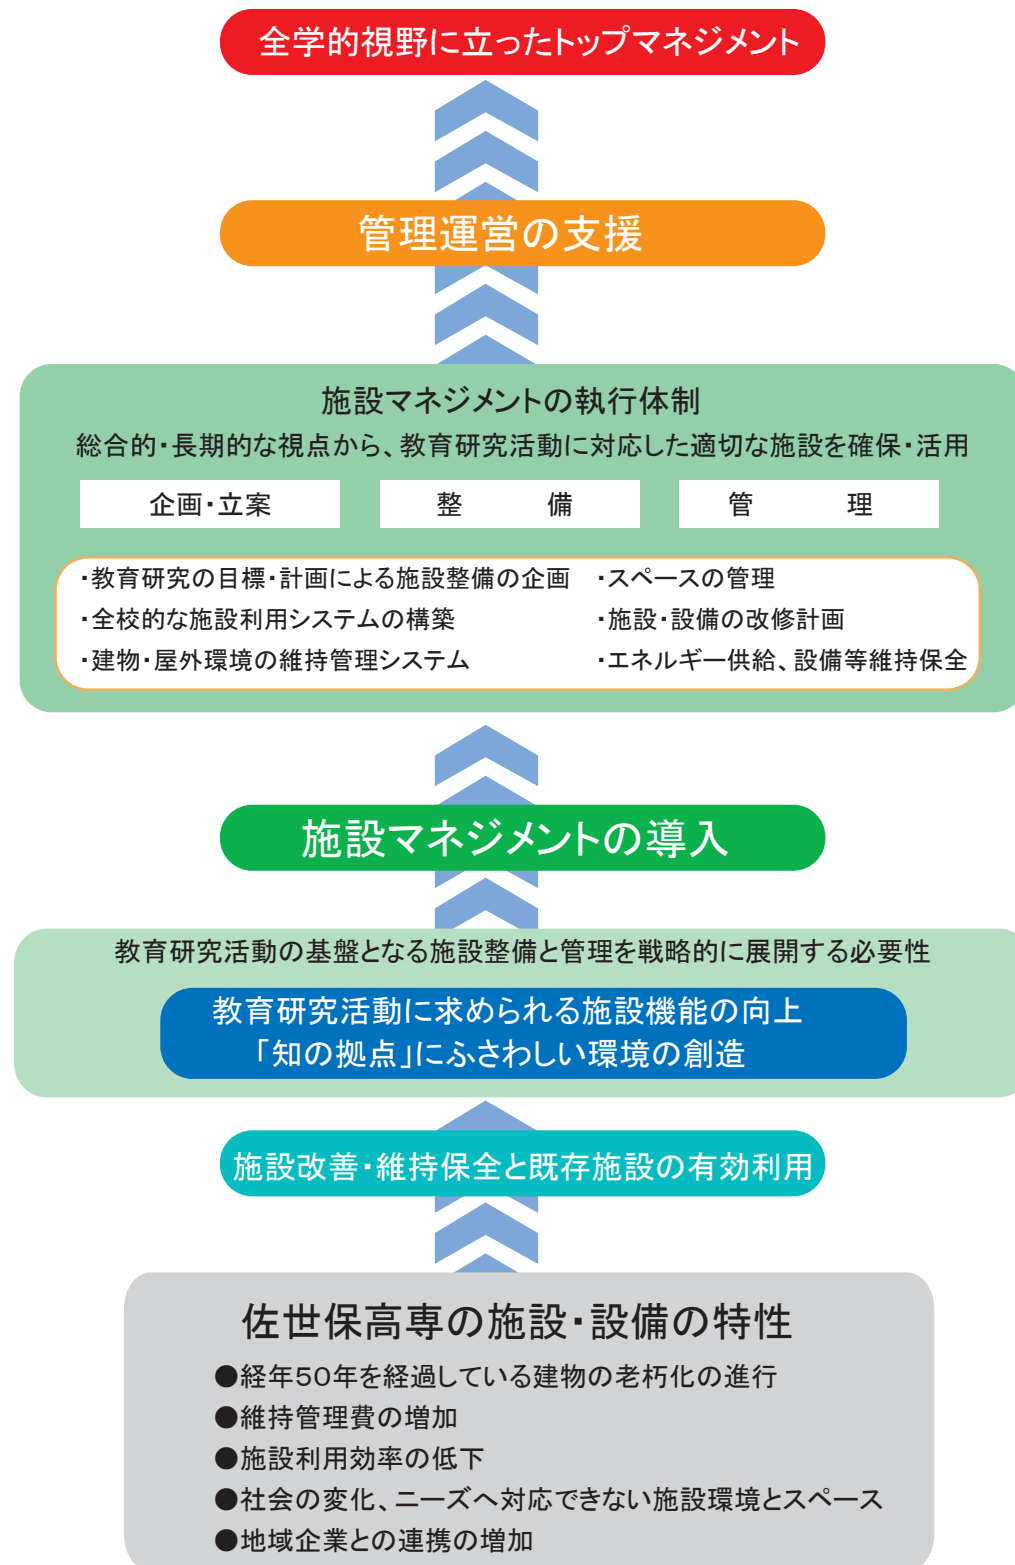 全学的視野に立ったトップマネジメント
管理運営の支援
施設マネジメントの執行体制
総合的・長期的な視点から、教育研究活動に対応した適切な施設を確保・活用
企画・立案
整　備
管　理
・教育研究の目標・計画による施設整備の企画
・全校的な施設利用システムの構築
・建物・屋外環境の維持管理システム
・スペースの管理
・施設・設備の改修計画
・エネルギー供給、設備等維持保全
施設マネジメントの導入
教育研究活動の基盤となる施設整備と管理を戦略的に展開する必要性
教育研究活動に求められる施設機能の向上
「知の拠点」にふさわしい環境の創造
施設改善・維持保全と既存施設の有効利用
佐世保高専の施設・設備の特性
●経年50年を経過している建物の老朽化の進行
●維持管理費の増加
●施設利用効率の低下
●社会の変化、ニーズへ対応できない施設環境とスペース
●地域企業との連携の増加